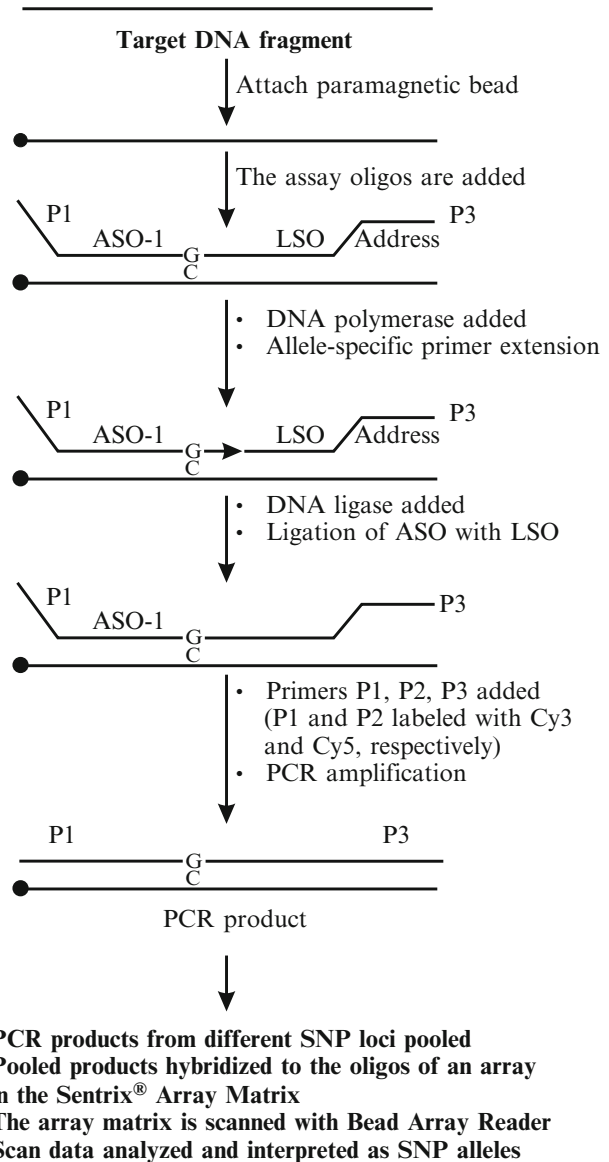 Target DNA fragment
Attach paramagnetic bead
The assay oligos are added
P1
P3
ASO-1
LSO
Address
G
C
• DNA polymerase added
• Allele-specific primer extension
P1
P3
ASO-1
LSO
Address
G
C
• DNA ligase added
• Ligation of ASO with LSO
P1
P3
ASO-1
G
C
• Primers P1, P2, P3 added
(P1 and P2 labeled with Cy3
and Cy5, respectively)
• PCR amplification
P1
P3
G
C
PCR product
PCR products from different SNP loci pooled
Pooled products hybridized to the oligos of an array
in the Sentrix® Array Matrix
The array matrix is scanned with Bead Array Reader
Scan data analyzed and interpreted as SNP alleles